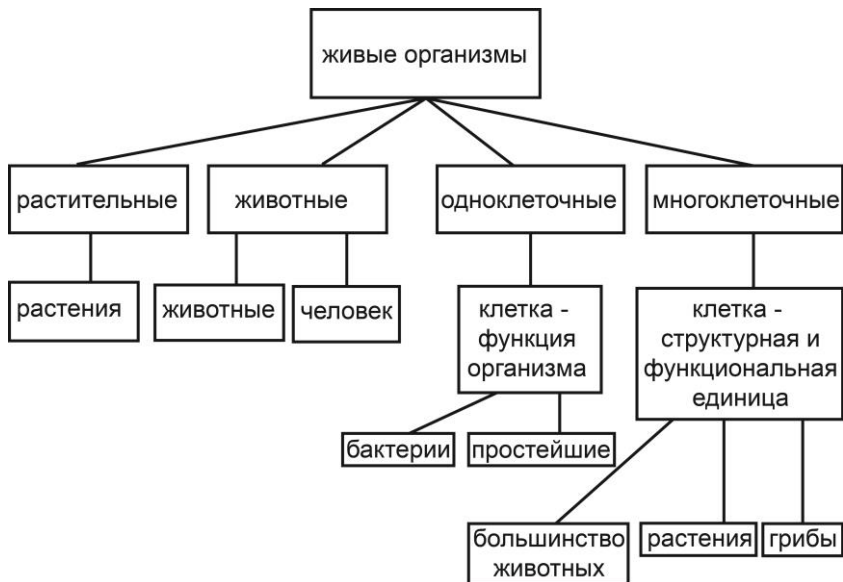 живые организмы
растительные
животные
одноклеточные
многоклеточные
растения
животные
человек
клетка -
функция
организма
клетка -
структурная и
функциональная
единица
бактерии
простейшие
большинство
животных
растения
грибы